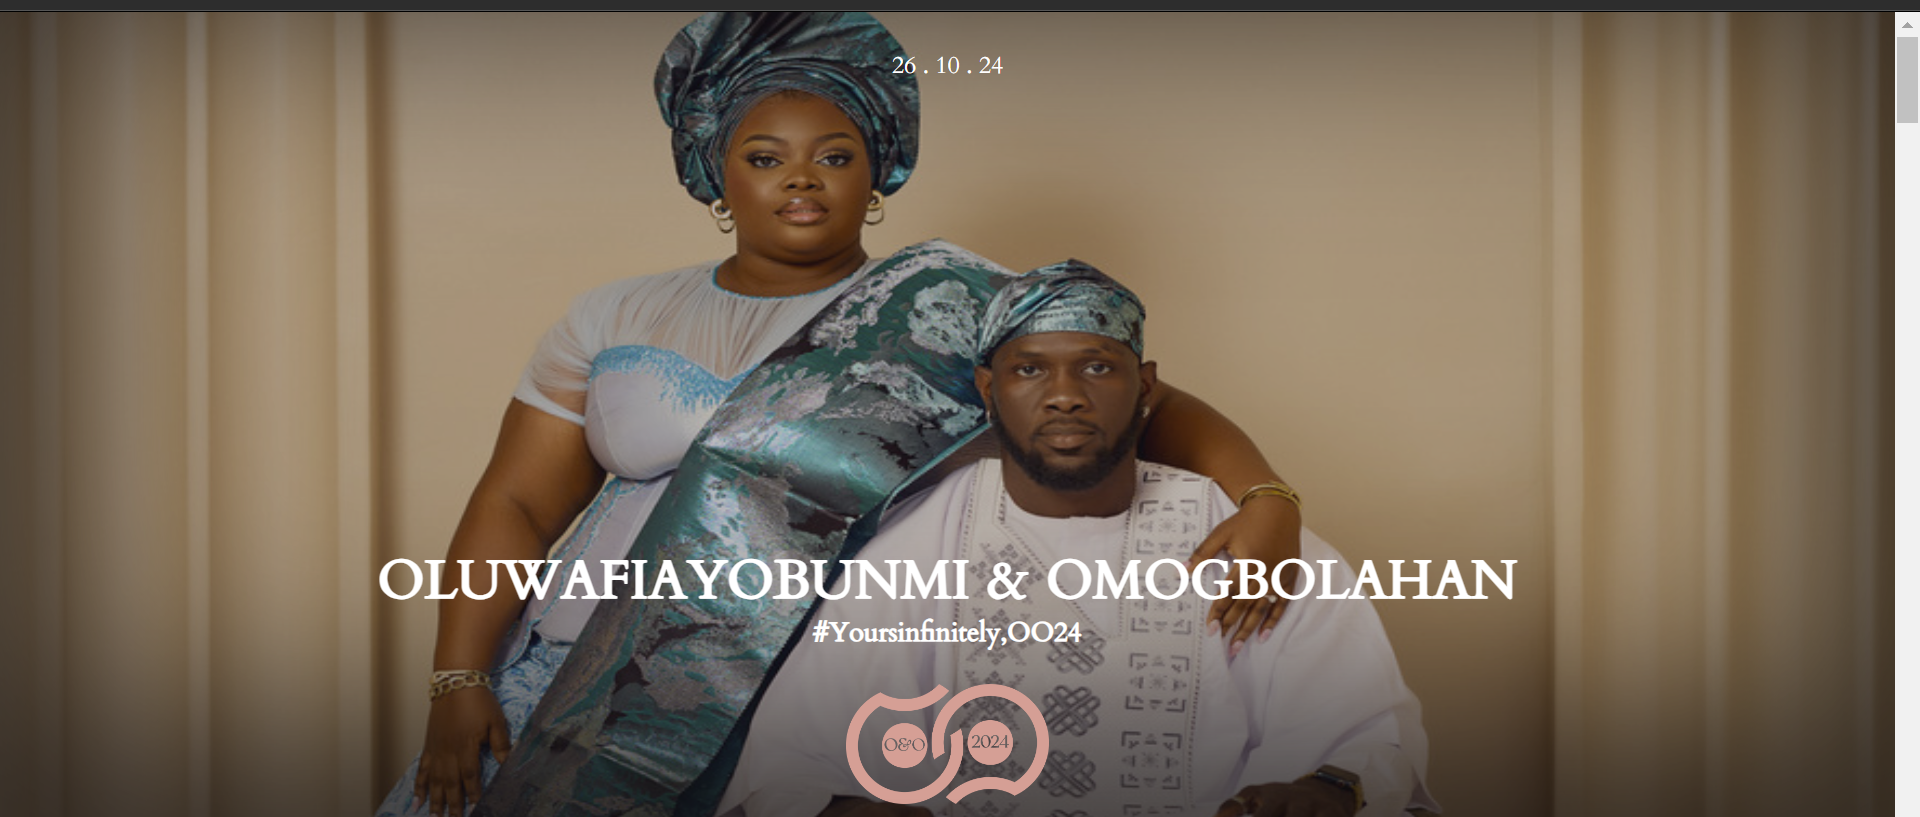 26 . 10 . 24
OLUWAFIAYOBUNMI & OMOGBOLAHAN
#Yoursinfinitely,OO24
O&O
2024